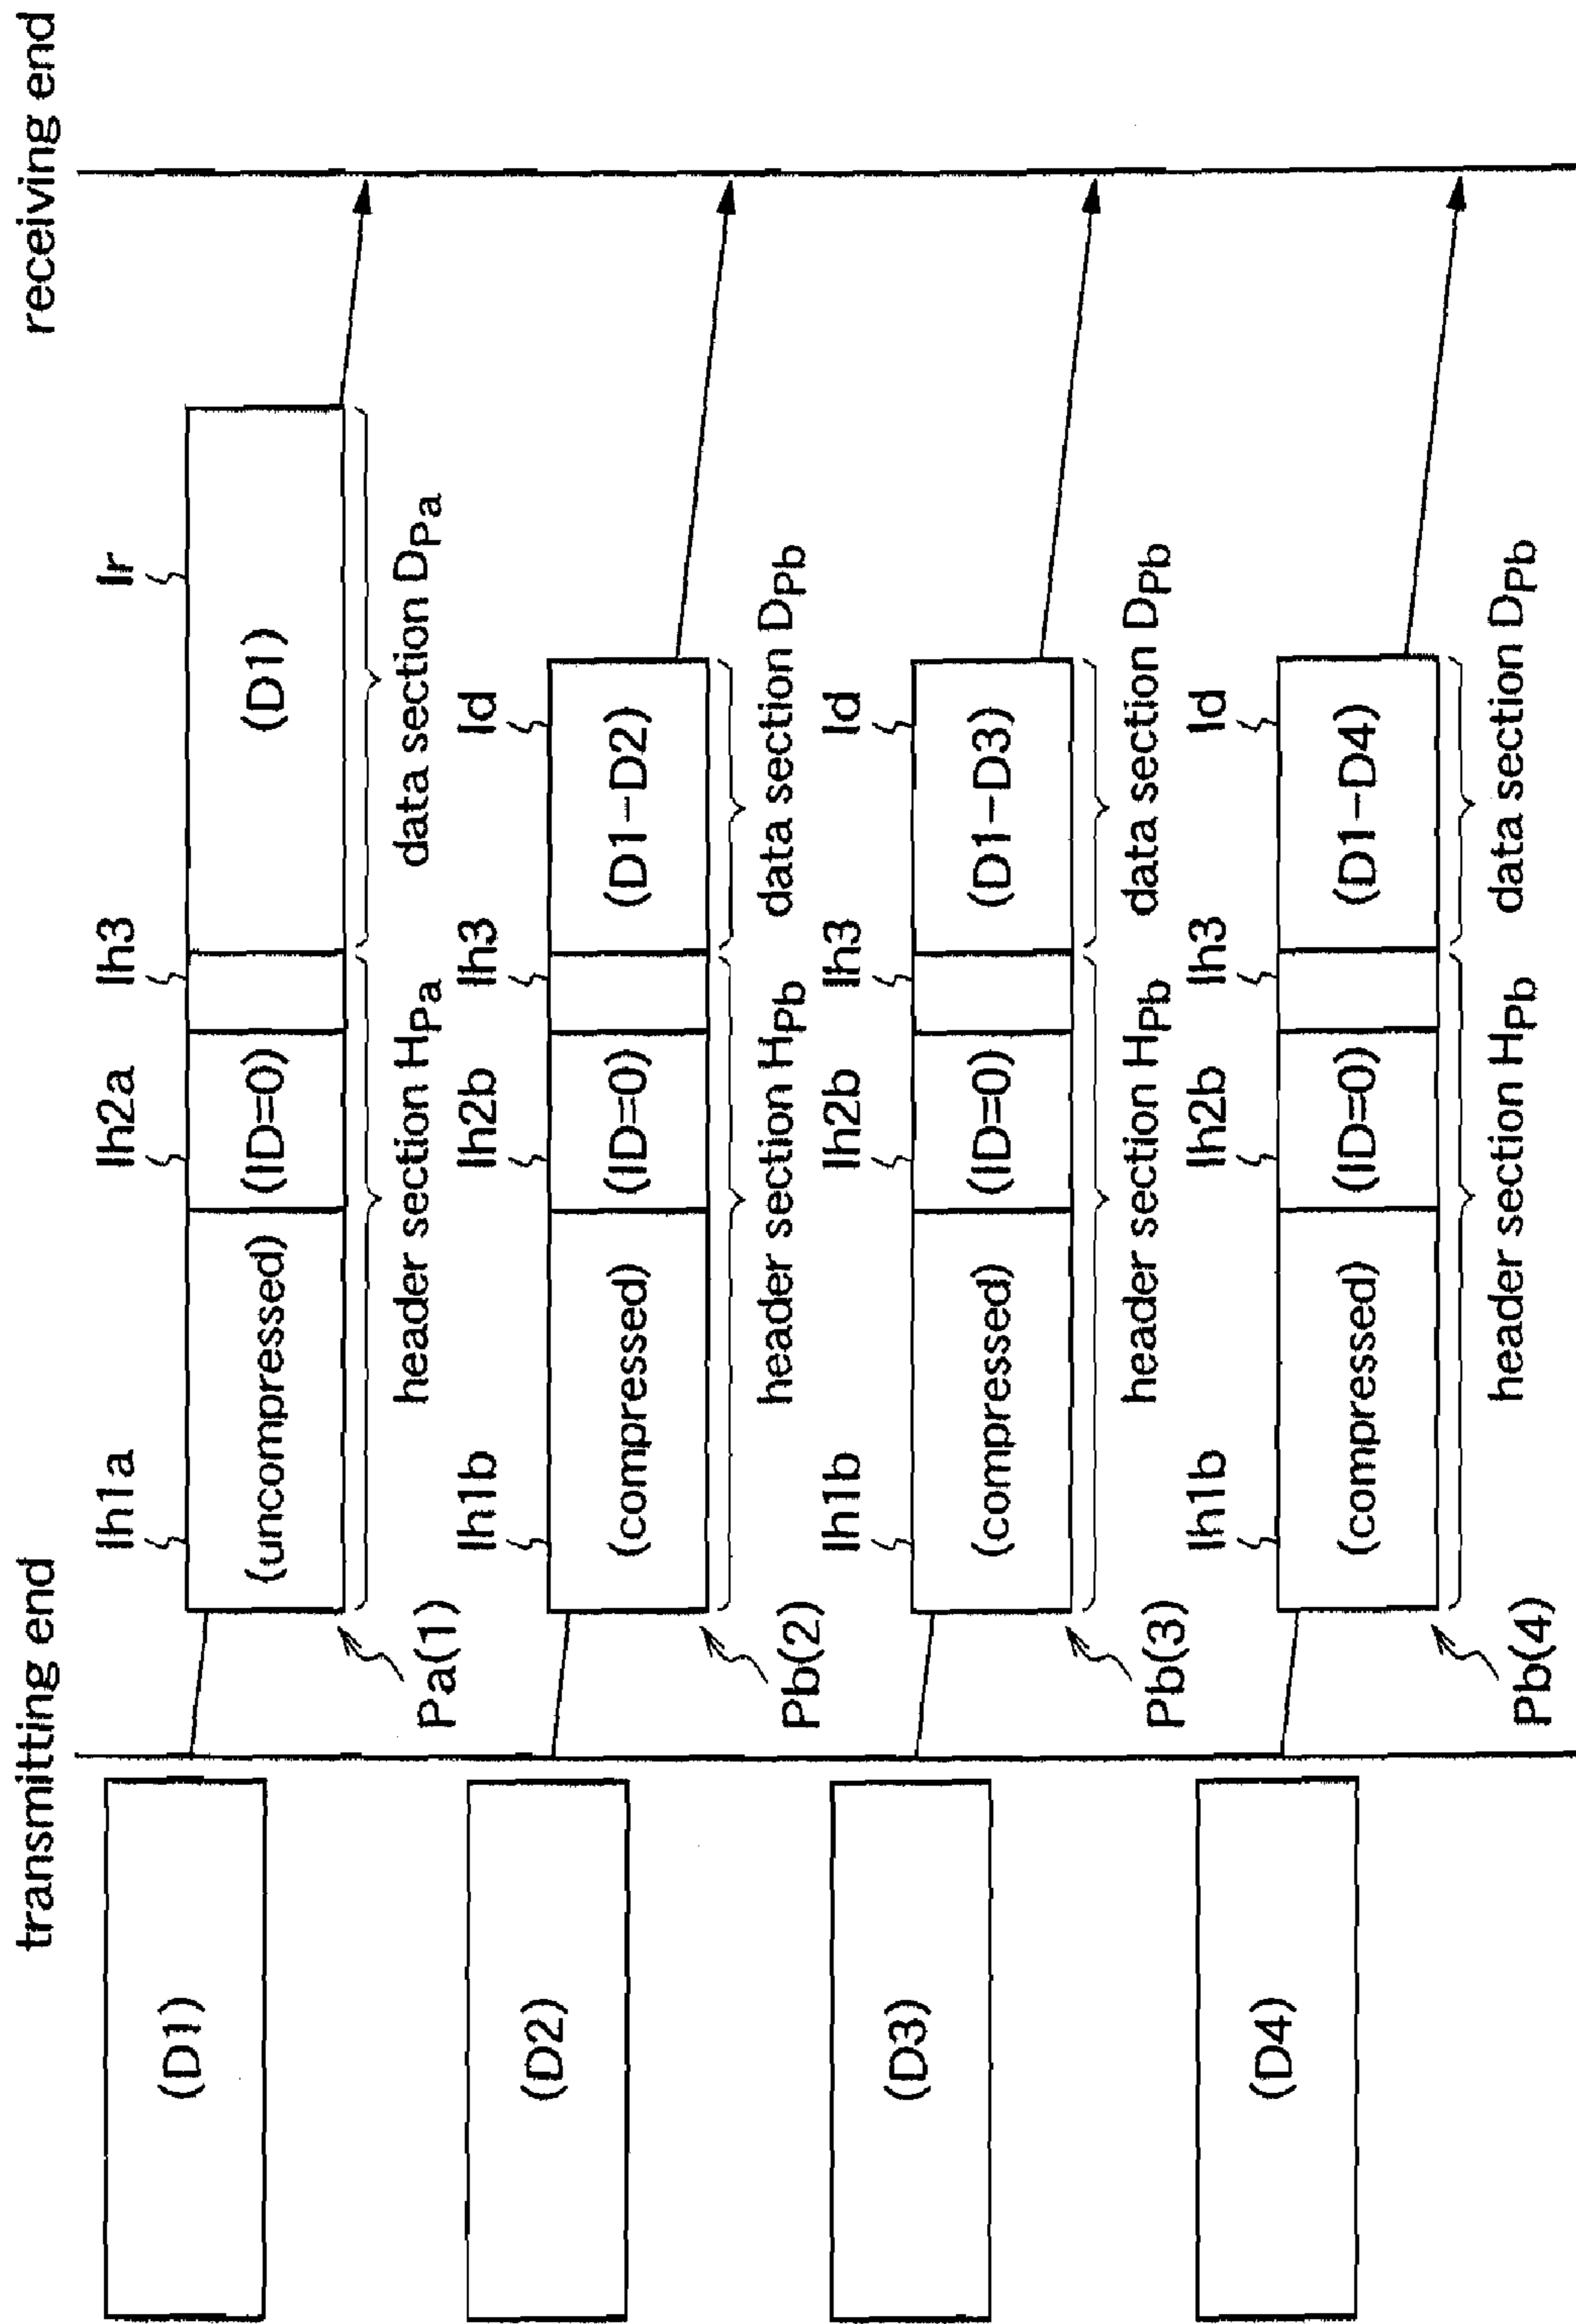 transmitting end
receiving end
(D1)
Ih1a
Ih2a
Ih3
Ir
(uncompressed)
(ID=0)
(D1)
Pa(1)
header section HPa
data section DPa
(D2)
Ih1b
Ih2b
Ih3
Id
(compressed)
(ID=0)
(D1-D2)
Pb(2)
header section HPb
data section DPb
(D3)
Ih1b
Ih2b
Ih3
Id
(compressed)
(ID=0)
(D1-D3)
Pb(3)
header section HPb
data section DPb
(D4)
Ih1b
Ih2b
Ih3
Id
(compressed)
(ID=0)
(D1-D4)
Pb(4)
header section HPb
data section DPb